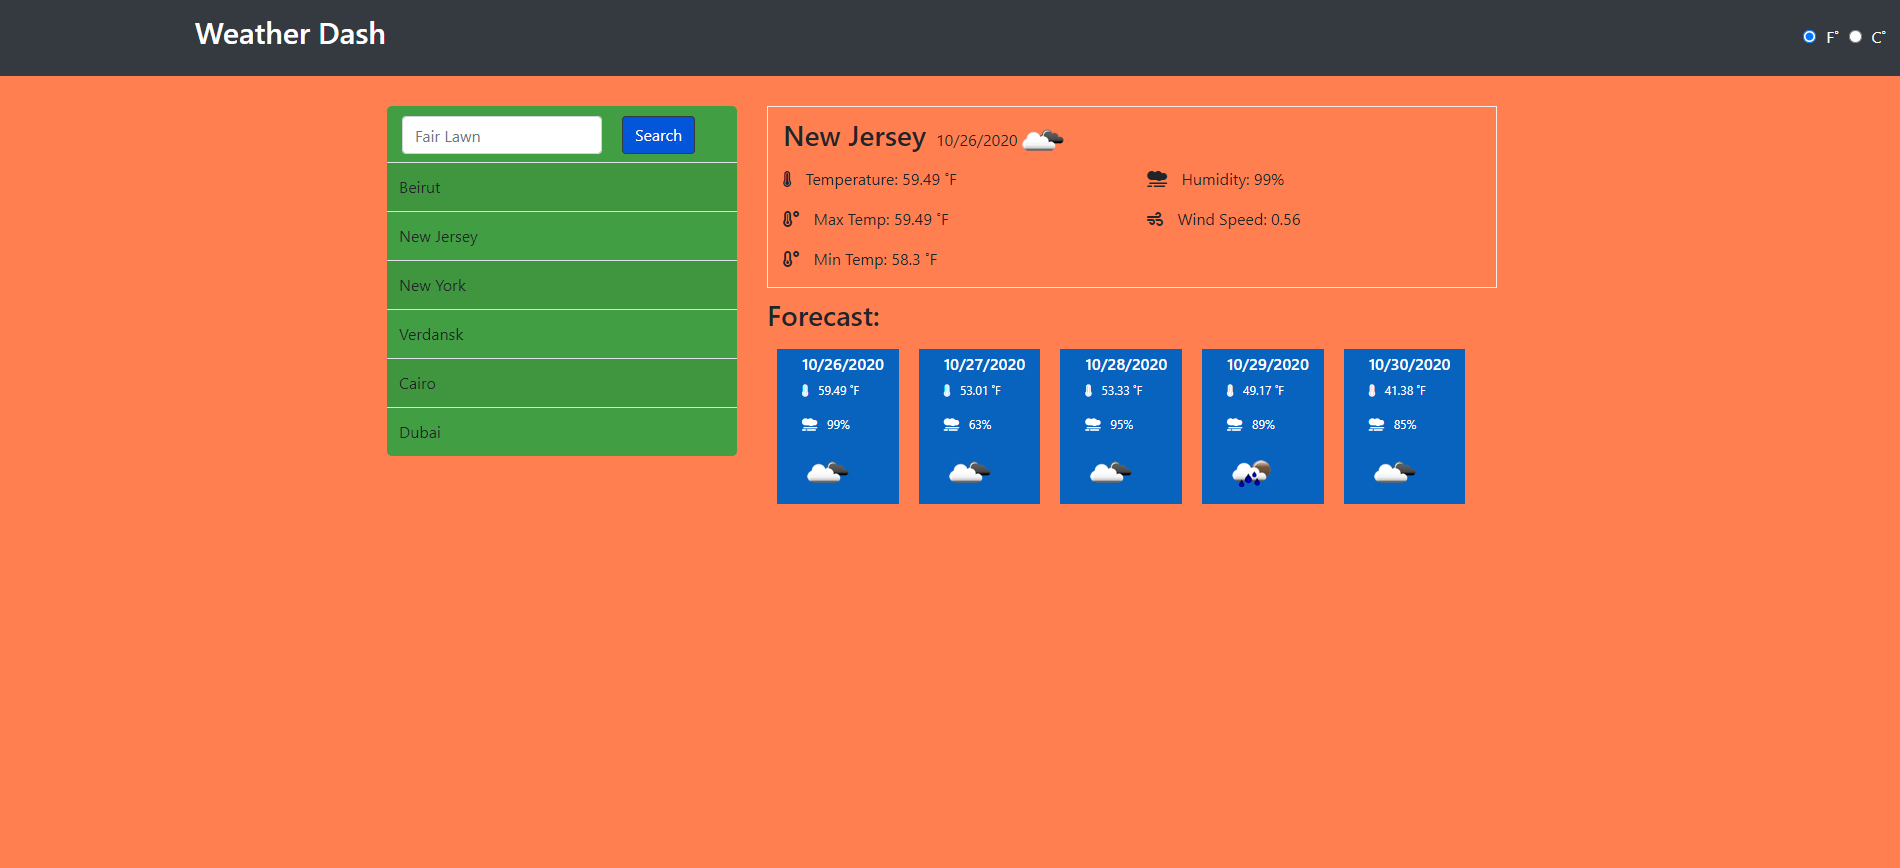 Weather Dash
F° C°
Fair Lawn
Search
Beirut
New Jersey
New York
Verdansk
Cairo
Dubai
New Jersey 10/26/2020
Temperature: 59.49 °F
Humidity: 99%
Max Temp: 59.49 °F
Wind Speed: 0.56
Min Temp: 58.3 °F
Forecast:
10/26/2020
59.49 °F
99%
10/27/2020
53.01 °F
63%
10/28/2020
53.33 °F
95%
10/29/2020
49.17 °F
89%
10/30/2020
41.38 °F
85%